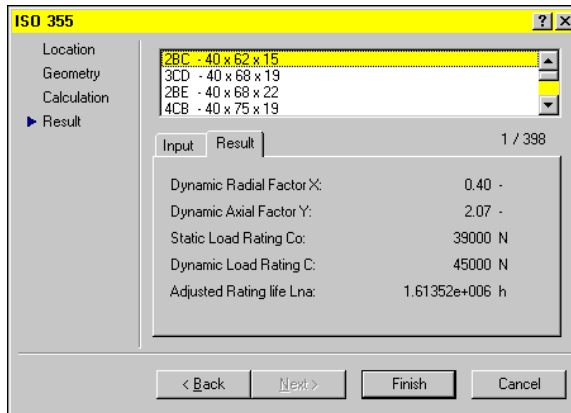 ISO 355
Location
Geometry
Calculation
Result
2BC - 40 x 62 x 15
3CD - 40 x 68 x 19
2BE - 40 x 68 x 22
4CB - 40 x 75 x 19
Input Result 1 / 398
Dynamic Radial Factor X: 0.40 -
Dynamic Axial Factor Y: 2.07 -
Static Load Rating Co: 39000 N
Dynamic Load Rating C: 45000 N
Adjusted Rating life Lna: 1.61352e+006 h
< Back Next > Finish Cancel